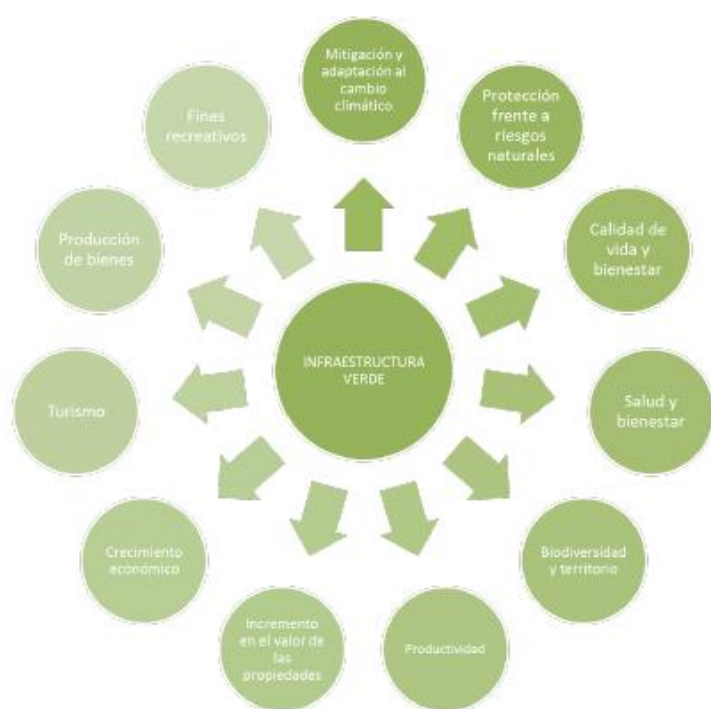 Mitigación y
adaptación al
cambio
climático
Protección
frente a
riesgos
naturales
Calidad de
vida y
bienestar
Salud y
bienestar
Biodiversidad
y territorio
Productividad
Incremento
en el valor de
las
propiedades
Crecimiento
económico
Turismo
Producción
de bienes
Fines
recreativos
INFRAESTRUCTURA
VERDE